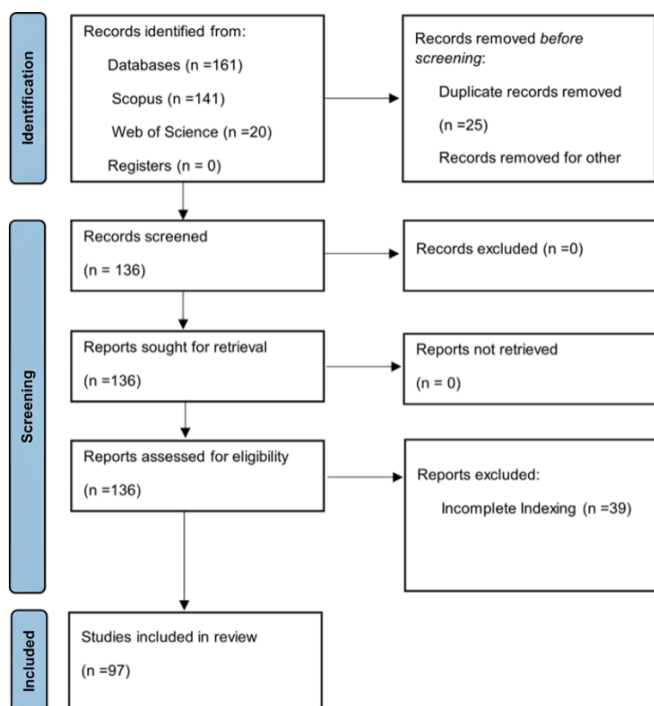 Identification
Records identified from:
Databases (n =161)
Scopus (n =141)
Web of Science (n =20)
Registers (n = 0)
Records removed before
screening:
Duplicate records removed
(n =25)
Records removed for other
Screening
Records screened
(n = 136)
Records excluded (n =0)
Reports sought for retrieval
(n =136)
Reports not retrieved
(n = 0)
Reports assessed for eligibility
(n =136)
Reports excluded:
Incomplete Indexing (n =39)
Included
Studies included in review
(n =97)